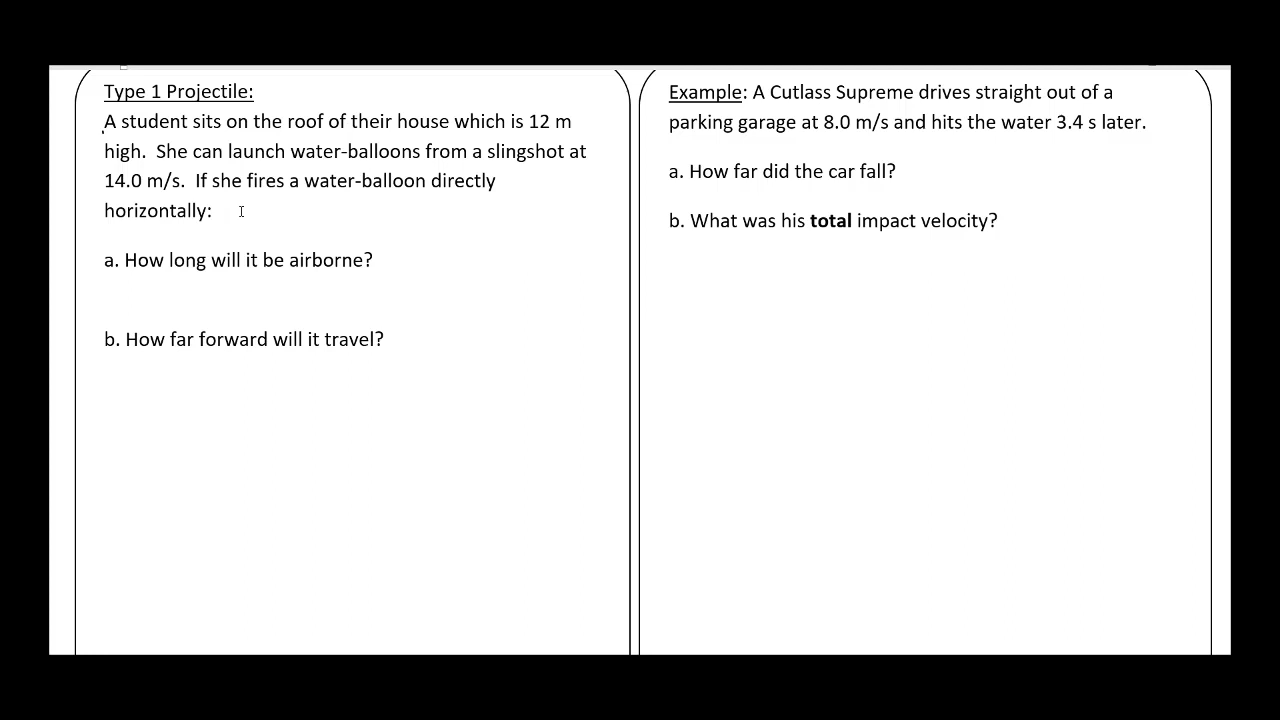 Type 1 Projectile:
A student sits on the roof of their house which is 12 m
high.  She can launch water-balloons from a slingshot at
14.0 m/s.  If she fires a water-balloon directly
horizontally:
a. How long will it be airborne?
b. How far forward will it travel?
Example: A Cutlass Supreme drives straight out of a
parking garage at 8.0 m/s and hits the water 3.4 s later.
a. How far did the car fall?
b. What was his total impact velocity?